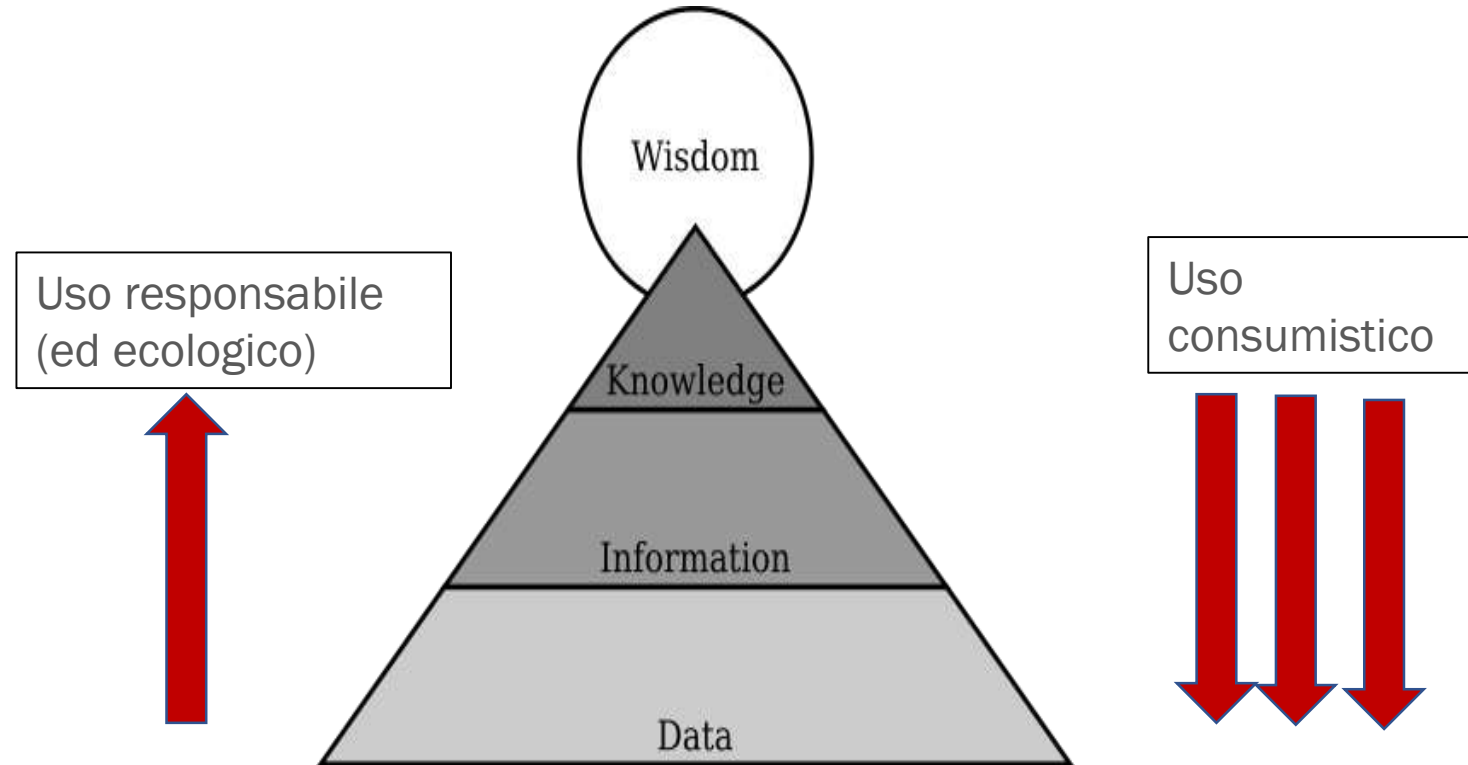 Wisdom
Uso responsabile
(ed ecologico)
Uso
consumistico
Knowledge
Information
Data